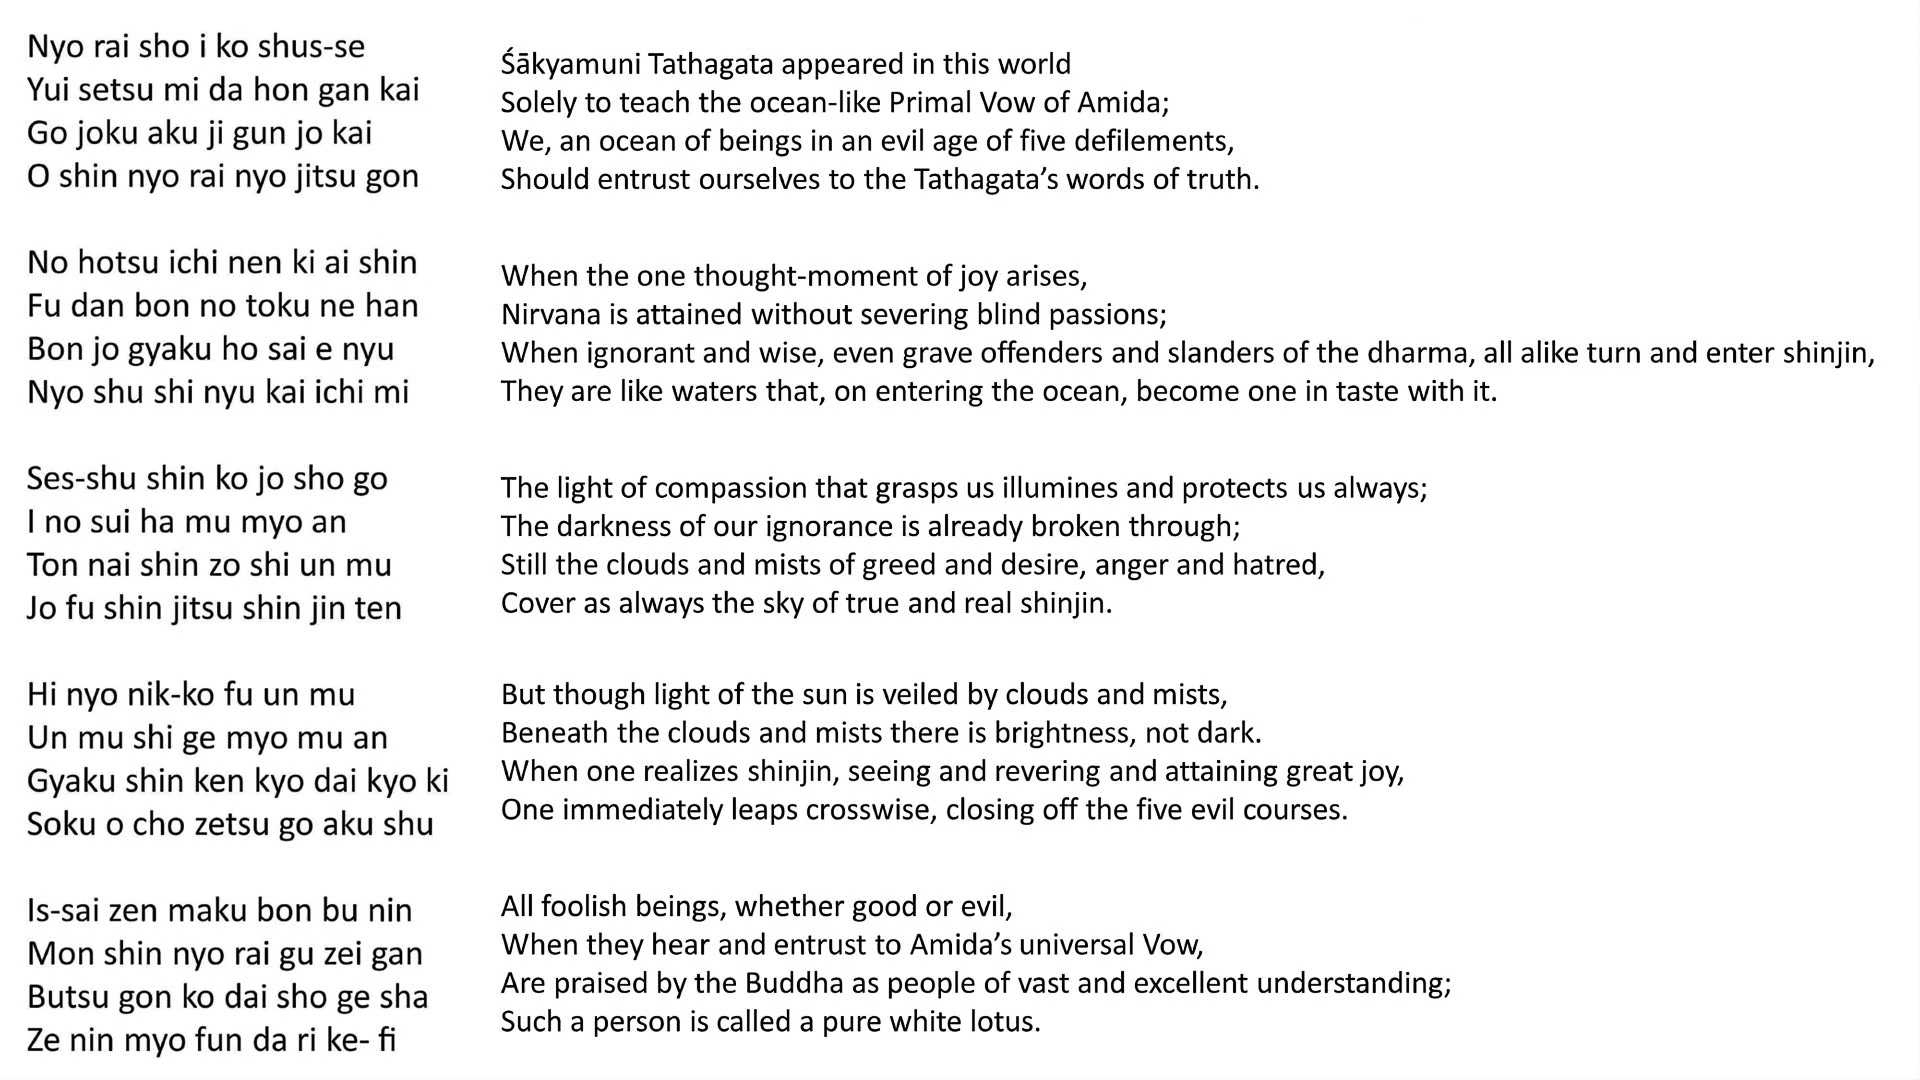 Nyo rai sho i ko shus-se
Yui setsu mi da hon gan kai
Go joku aku ji gun jo kai
O shin nyo rai nyo jitsu gon
Śākyamuni Tathagata appeared in this world
Solely to teach the ocean-like Primal Vow of Amida;
We, an ocean of beings in an evil age of five defilements,
Should entrust ourselves to the Tathagata’s words of truth.
No hotsu ichi nen ki ai shin
Fu dan bon no toku ne han
Bon jo gyaku ho sai e nyu
Nyo shu shi nyu kai ichi mi
When the one thought-moment of joy arises,
Nirvana is attained without severing blind passions;
When ignorant and wise, even grave offenders and slanders of the dharma, all alike turn and enter shinjin,
They are like waters that, on entering the ocean, become one in taste with it.
Ses-shu shin ko jo sho go
I no sui ha mu myo an
Ton nai shin zo shi un mu
Jo fu shin jitsu shin jin ten
The light of compassion that grasps us illumines and protects us always;
The darkness of our ignorance is already broken through;
Still the clouds and mists of greed and desire, anger and hatred,
Cover as always the sky of true and real shinjin.
Hi nyo nik-ko fu un mu
Un mu shi ge myo mu an
Gyaku shin ken kyo dai kyo ki
Soku o cho zetsu go aku shu
But though light of the sun is veiled by clouds and mists,
Beneath the clouds and mists there is brightness, not dark.
When one realizes shinjin, seeing and revering and attaining great joy,
One immediately leaps crosswise, closing off the five evil courses.
Is-sai zen maku bon bu nin
Mon shin nyo rai gu zei gan
Butsu gon ko dai sho ge sha
Ze nin myo fun da ri ke- fi
All foolish beings, whether good or evil,
When they hear and entrust to Amida’s universal Vow,
Are praised by the Buddha as people of vast and excellent understanding;
Such a person is called a pure white lotus.